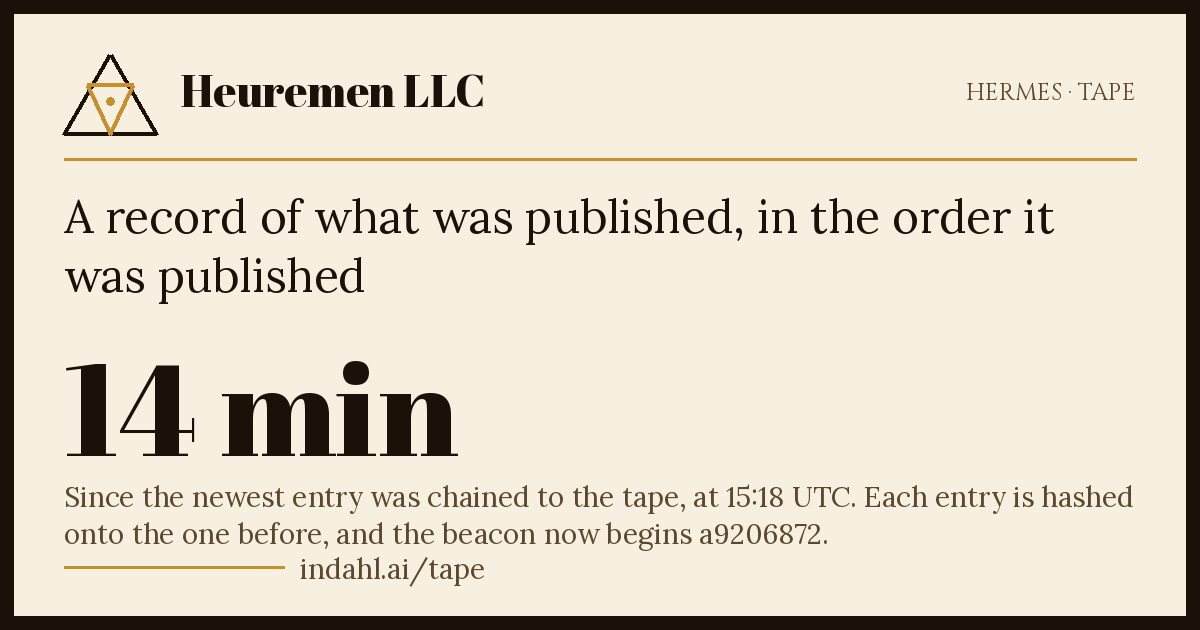 Heuremen LLC
HERMES · TAPE
A record of what was published, in the order it
was published
14 min
Since the newest entry was chained to the tape, at 15:18 UTC. Each entry is hashed
onto the one before, and the beacon now begins a9206872.
indahl.ai/tape